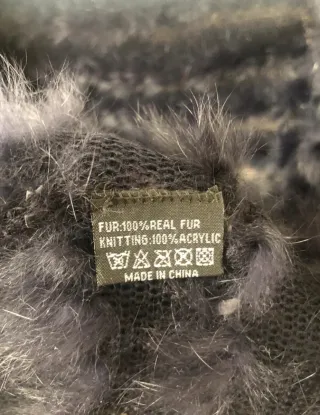 FUR:100%REAL FUR
KNITTING:100%ACRYLIC
MADE IN CHINA